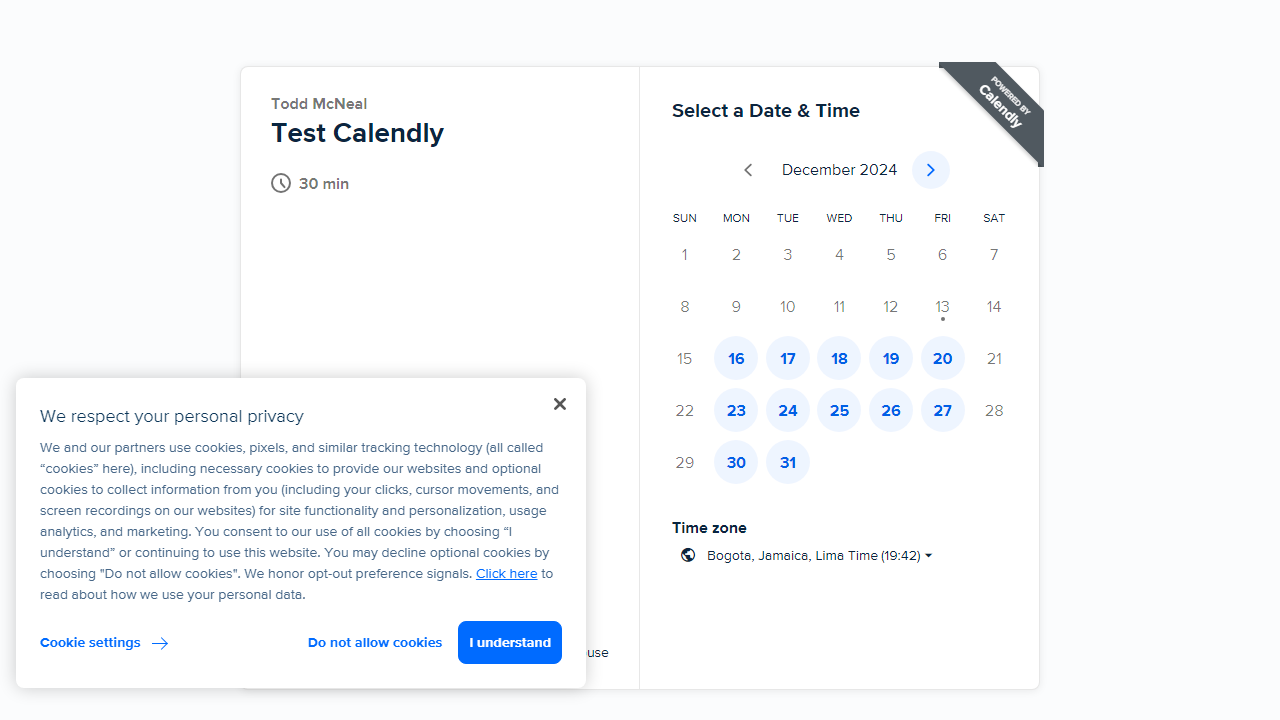 Todd McNeal
Test Calendly
30 min
Select a Date & Time
POWERED BY
Calendly
December 2024
SUN MON TUE WED THU FRI SAT
1 2 3 4 5 6 7
8 9 10 11 12 13 14
15 16 17 18 19 20 21
22 23 24 25 26 27 28
29 30 31
Time zone
Bogota, Jamaica, Lima Time (19:42)
We respect your personal privacy
We and our partners use cookies, pixels, and similar tracking technology (all called
“cookies” here), including necessary cookies to provide our websites and optional
cookies to collect information from you (including your clicks, cursor movements, and
screen recordings on our websites) for site functionality and personalization, usage
analytics, and marketing. You consent to our use of all cookies by choosing “I
understand” or continuing to use this website. You may decline optional cookies by
choosing "Do not allow cookies". We honor opt-out preference signals. Click here to
read about how we use your personal data.
Cookie settings
Do not allow cookies
I understand